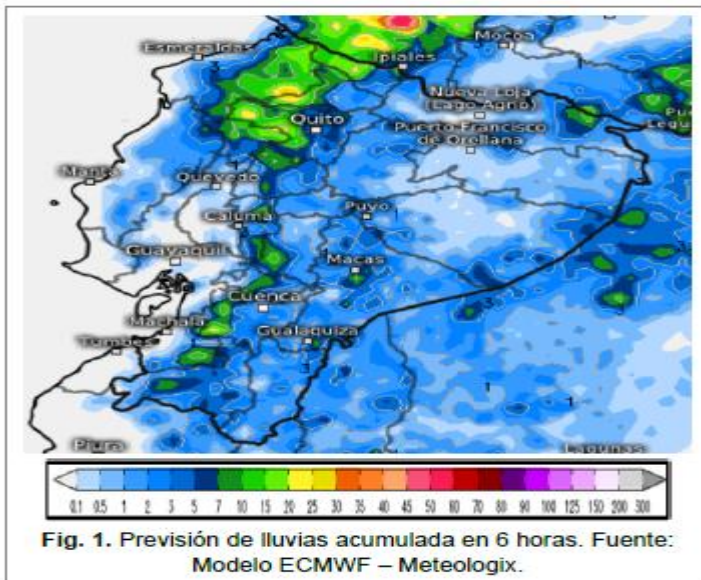 Esmeraldas
Ipiales
Mocoa
Nueva Loja
(Lago Agrio)
Quito
Puerto Francisco
de Orellana
Manta
Quevedo
Puyo
Caluma
Guayaquil
Macas
Cuenca
Machala
Gualaquiza
Tumbes
Piura
Lagunas
0.1 0.5 1 2 3 5 7 10 15 20 25 30 35 40 45 50 60 70 80 90 100 125 150 200 300
Fig. 1. Previsión de lluvias acumulada en 6 horas. Fuente:
Modelo ECMWF – Meteologix.